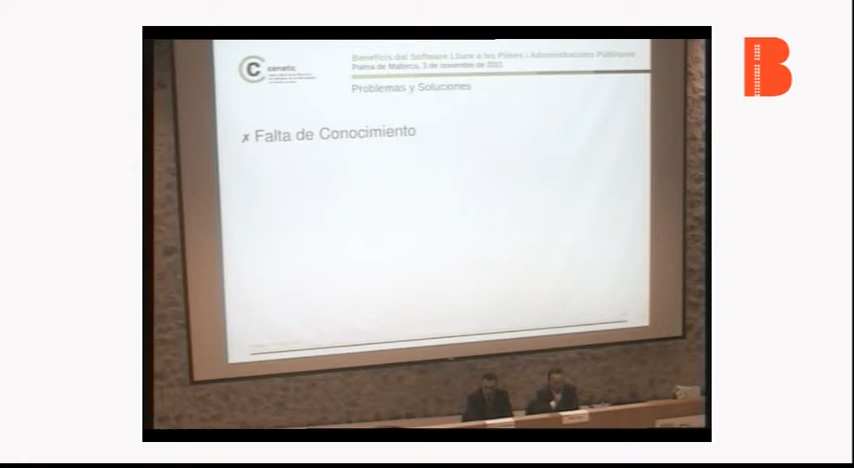 cenatic
Beneficis del Software Lliure a les Pimes i Administracions Públiques
Palma de Mallorca, 3 de novembre de 2011
Problemas y Soluciones
✗ Falta de Conocimiento
B